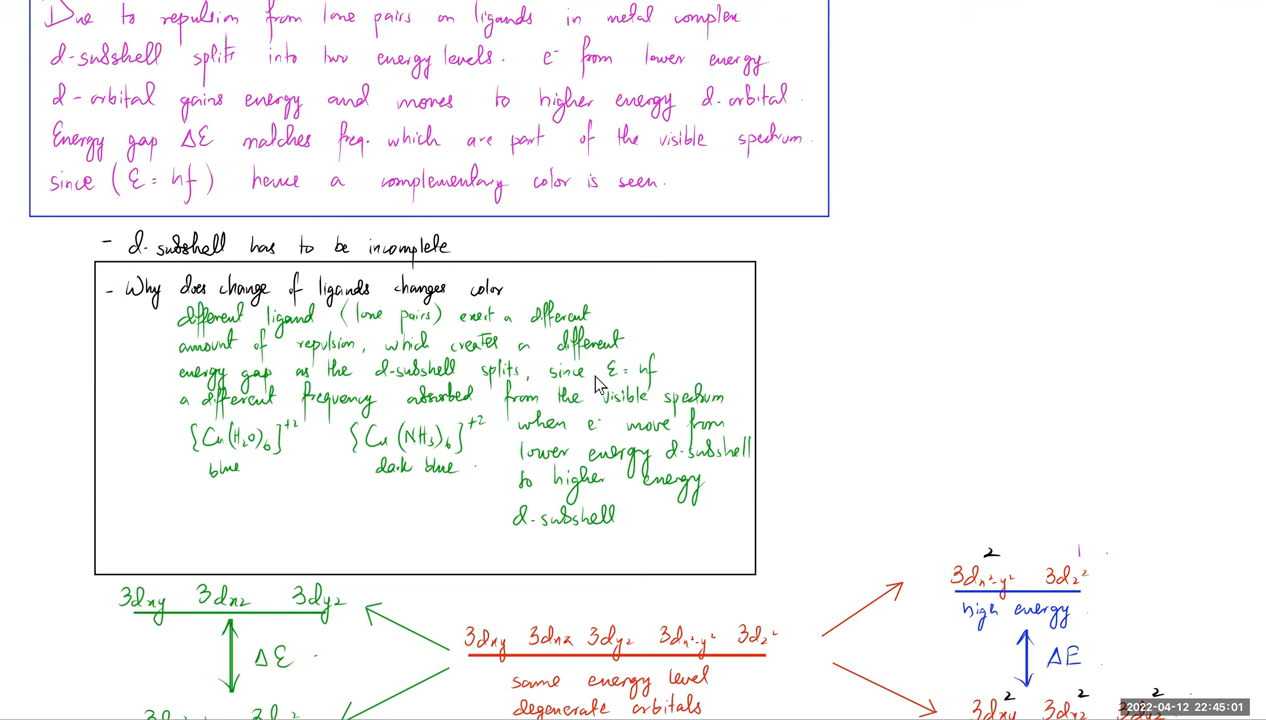 Due to repulsion from lone pairs on ligands in metal complex
d-subshell splits into two energy levels. e⁻ from lower energy
d-orbital gains energy and moves to higher energy d.orbital.
Energy gap ΔE matches freq. which are part of the visible spectrum.
since (E = hf) hence a complementary color is seen.
- d.subshell has to be incomplete
- Why does change of ligands changes color
different ligand (lone pairs) exert a different
amount of repulsion, which creates a different
energy gap as the d-subshell splits, since E = hf
a different frequency absorbed from the visible spectrum
when e⁻ move from
lower energy d.subshell
to higher energy
d-subshell
{Cu(H₂O)₆]⁺² {Cu(NH₃)₆]⁺²
blue dark blue
3dxy 3dxz 3dyz
ΔE
3dxy 3dxz 3dyz 3dx²-y² 3dz²
same energy level
degenerate orbitals
2 1
3dx²-y² 3dz²
high energy
ΔE
2 2 2
3dxy 3dxz 3dyz
2022-04-12 22:45:01